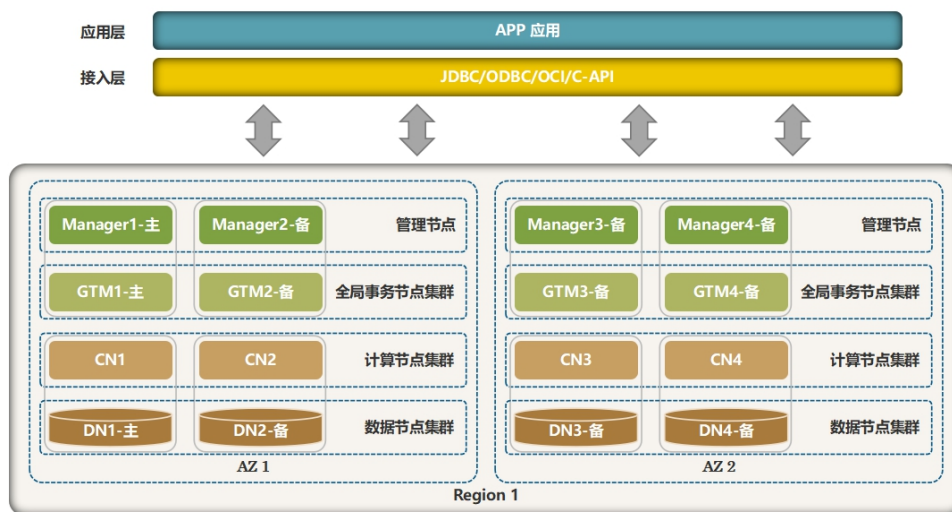 应用层 APP 应用
接入层 JDBC/ODBC/OCI/C-API
Manager1-主 Manager2-备 管理节点 Manager3-备 Manager4-备 管理节点
GTM1-主 GTM2-备 全局事务节点集群 GTM3-备 GTM4-备 全局事务节点集群
CN1 CN2 计算节点集群 CN3 CN4 计算节点集群
DN1-主 DN2-备 数据节点集群 DN3-备 DN4-备 数据节点集群
AZ 1 AZ 2
Region 1